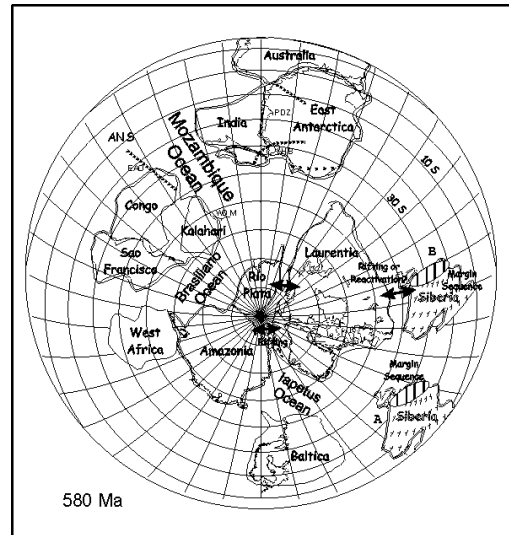 Australia
East
Antarctica
India
PDZ
Mozambique
Ocean
ANS
Congo
Kalahari
Sao
Francisco
Brasiliano
Ocean
10 S
30 S
Laurentia
Rio
Plata
Rifting or
Reactivation?
B
Margin
Sequence
Siberia
West
Africa
Amazonia
Rifting
Iapetus
Ocean
Margin
Sequence
A
Siberia
Baltica
580 Ma